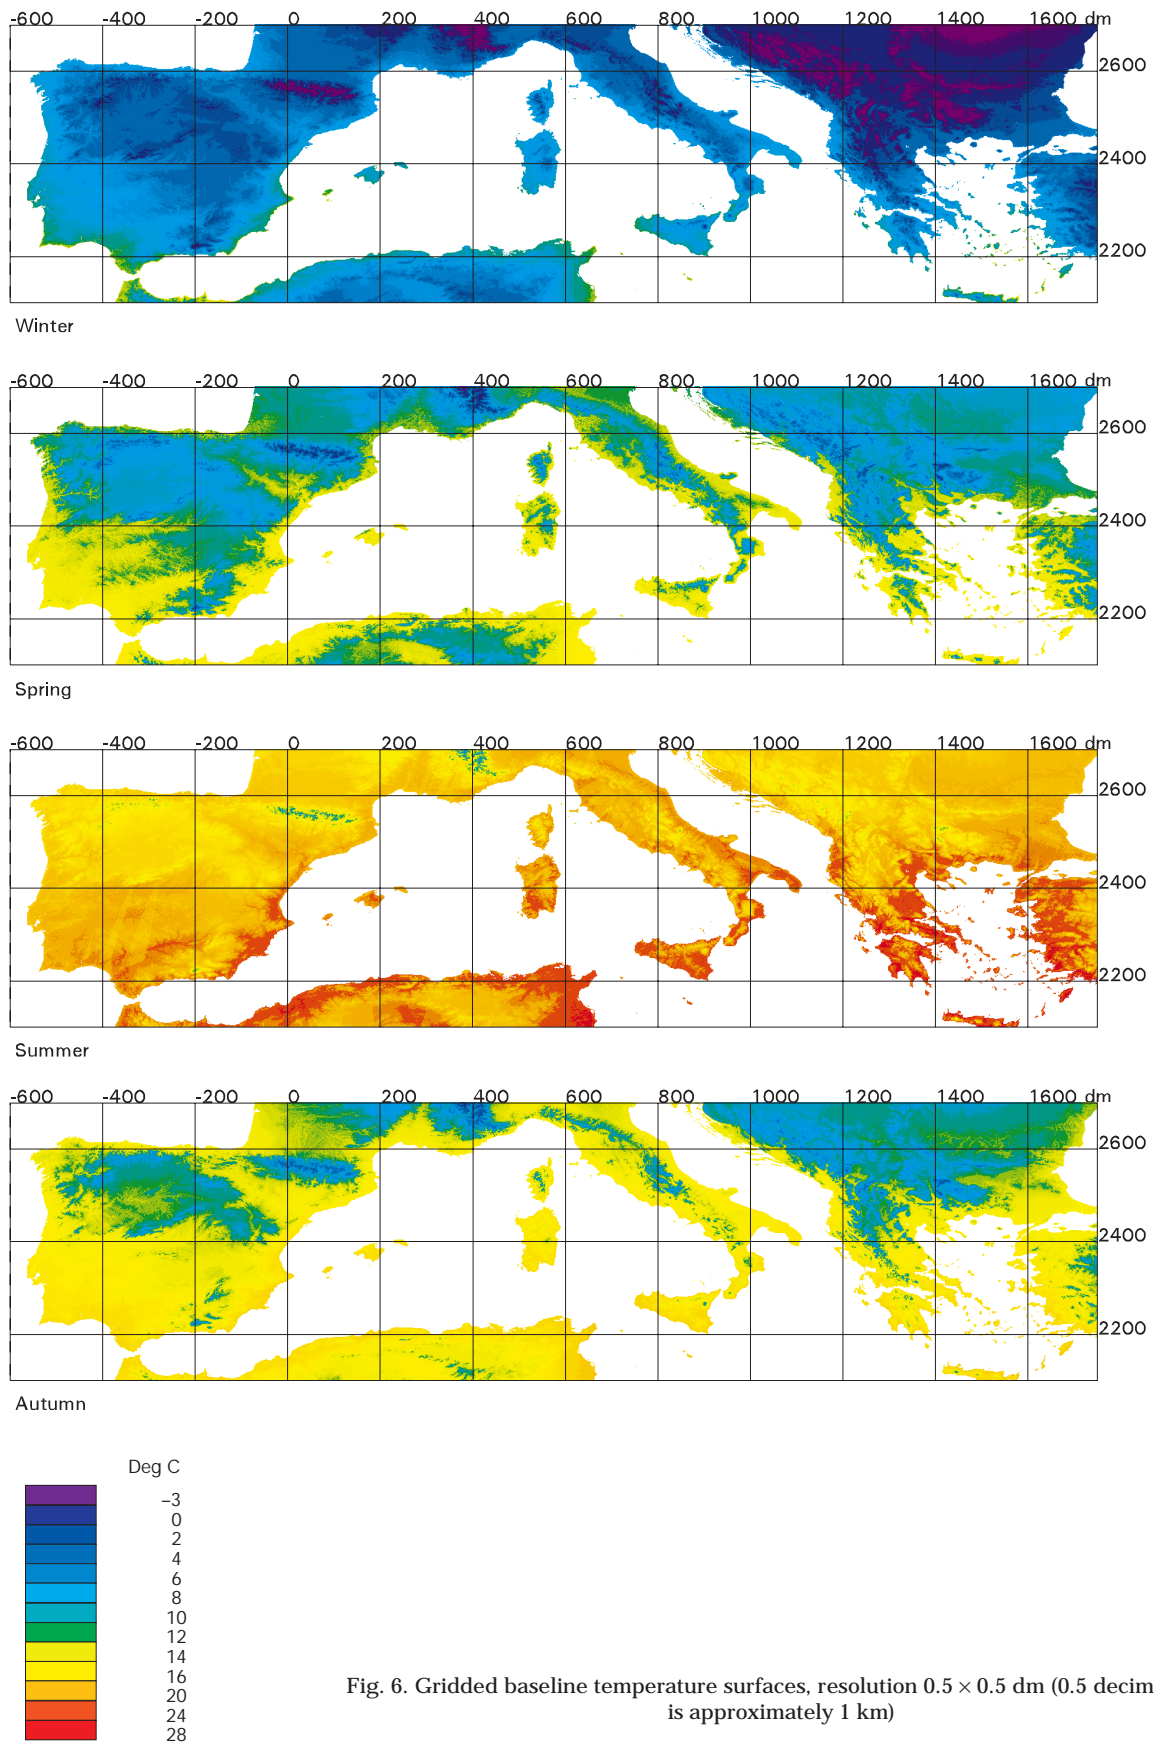 -600 -400 -200 0 200 400 600 800 1000 1200 1400 1600 dm
2600
2400
2200
Winter
-600 -400 -200 0 200 400 600 800 1000 1200 1400 1600 dm
2600
2400
2200
Spring
-600 -400 -200 0 200 400 600 800 1000 1200 1400 1600 dm
2600
2400
2200
Summer
-600 -400 -200 0 200 400 600 800 1000 1200 1400 1600 dm
2600
2400
2200
Autumn
Deg C
−3
0
2
4
6
8
10
12
14
16
20
24
28
Fig. 6. Gridded baseline temperature surfaces, resolution 0.5 × 0.5 dm (0.5 decim
is approximately 1 km)